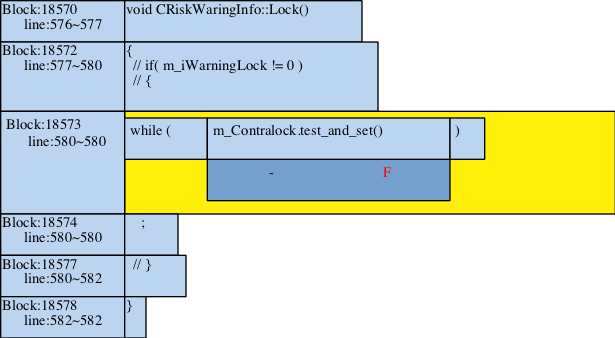 Block:18570 void CRiskWaringInfo::Lock()
line:576~577
Block:18572 {
line:577~580 // if( m_iWarningLock != 0 )
// {
Block:18573 while ( m_Contralock.test_and_set() )
line:580~580
- F
Block:18574 ;
line:580~580
Block:18577 // }
line:580~582
Block:18578 }
line:582~582